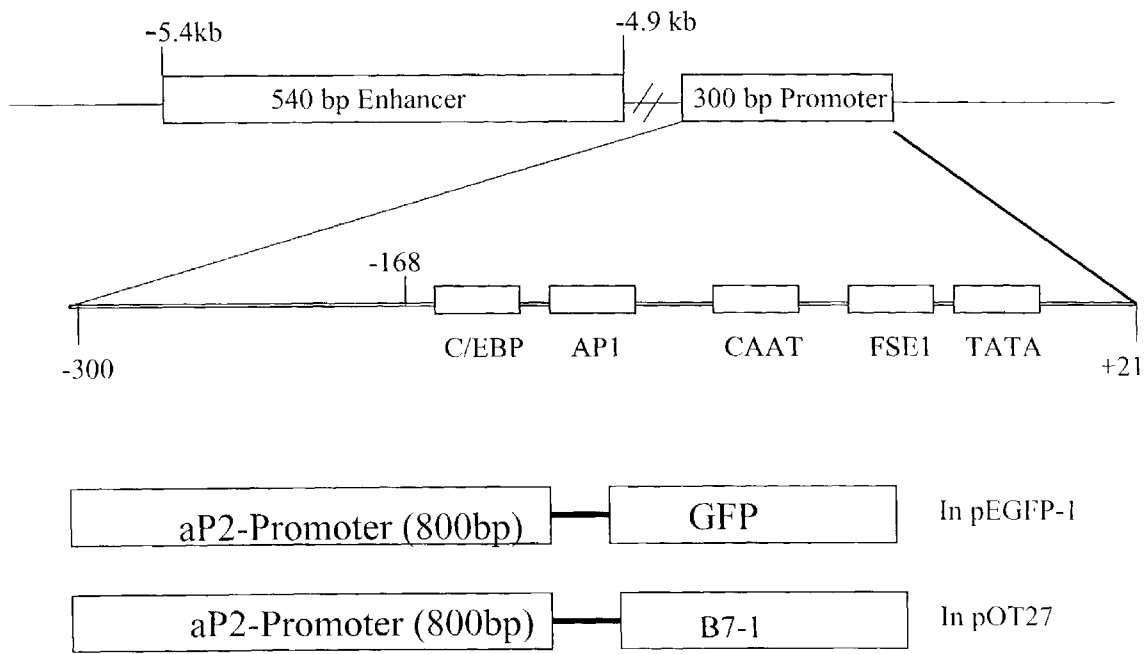 -5.4kb
-4.9 kb
540 bp Enhancer
300 bp Promoter
-168
C/EBP
AP1
CAAT
FSE1
TATA
-300
+21
aP2-Promoter (800bp)
GFP
In pEGFP-1
aP2-Promoter (800bp)
B7-1
In pOT27